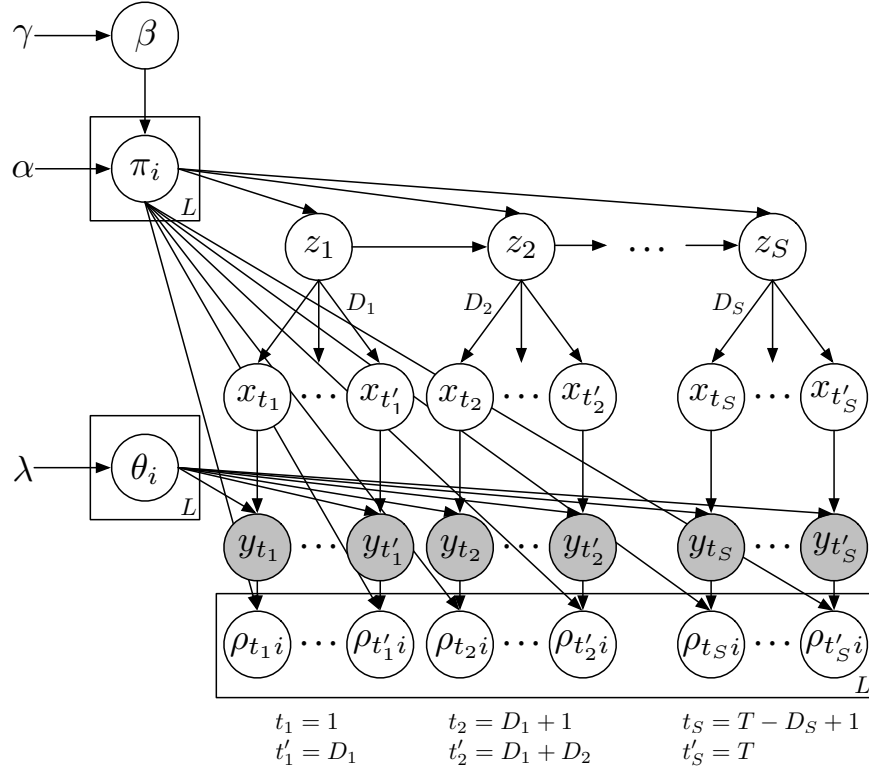 γ β
α π_i
L
z_1 z_2 ... z_S
D_1 D_2 D_S
x_{t_1} ... x_{t'_1} x_{t_2} ... x_{t'_2} x_{t_S} ... x_{t'_S}
λ θ_i
L
y_{t_1} ... y_{t'_1} y_{t_2} ... y_{t'_2} y_{t_S} ... y_{t'_S}
ρ_{t_1 i} ... ρ_{t'_1 i} ρ_{t_2 i} ... ρ_{t'_2 i} ρ_{t_S i} ... ρ_{t'_S i}
L
t_1 = 1 t_2 = D_1 + 1 t_S = T − D_S + 1
t'_1 = D_1 t'_2 = D_1 + D_2 t'_S = T